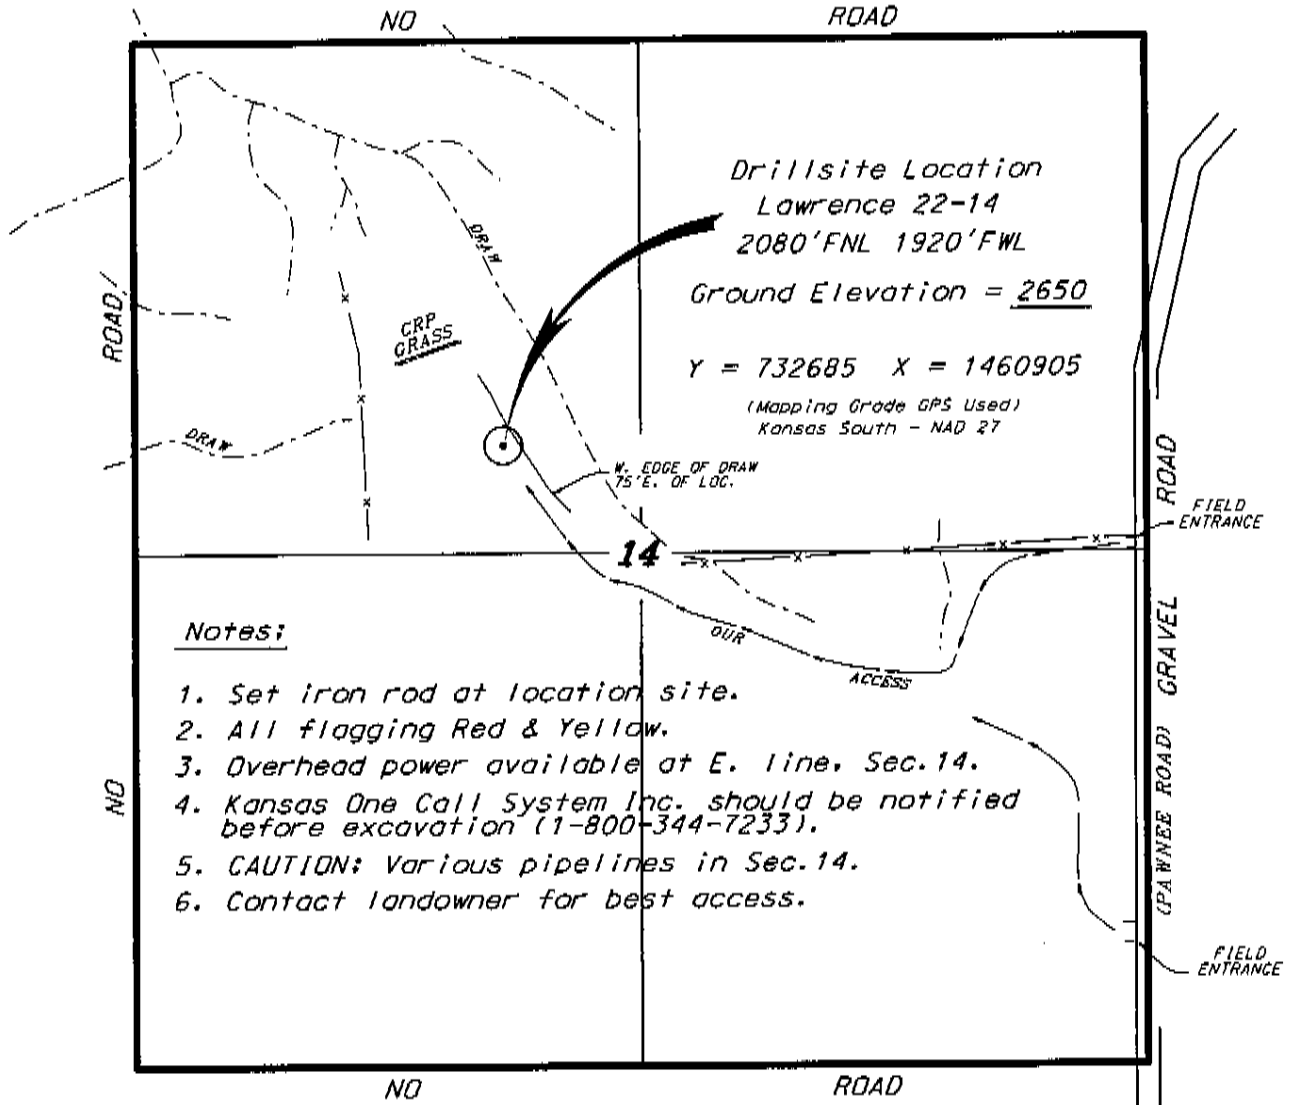 NO ROAD
Drillsite Location
Lawrence 22-14
2080'FNL 1920'FWL
Ground Elevation = 2650
Y = 732685 X = 1460905
(Mapping Grade GPS Used)
Kansas South - NAD 27
DRAW
CRP
GRASS
ROAD
DRAW
W. EDGE OF DRAW
75'E. OF LOC.
FIELD
ENTRANCE
14
OUR ACCESS
Notes:
1. Set iron rod at location site.
2. All flagging Red & Yellow.
3. Overhead power available at E. line, Sec.14.
4. Kansas One Call System Inc. should be notified
before excavation (1-800-344-7233).
5. CAUTION: Various pipelines in Sec.14.
6. Contact landowner for best access.
NO
(PAWNEE ROAD) GRAVEL ROAD
FIELD
ENTRANCE
NO ROAD